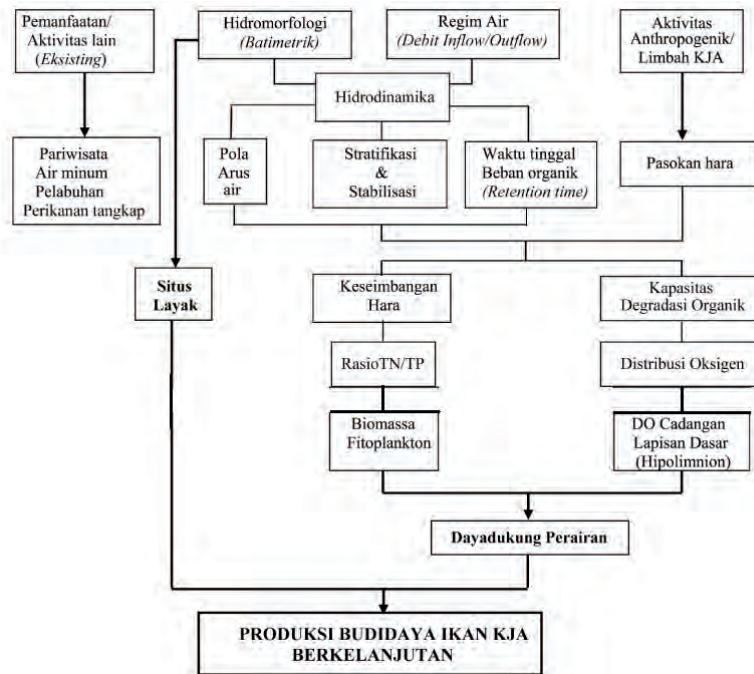 Pemanfaatan/
Aktivitas lain
(Eksisting)
Hidromorfologi
(Batimetrik)
Regim Air
(Debit Inflow/Outflow)
Aktivitas
Anthropogenik/
Limbah KJA
Hidrodinamika
Pariwisata
Air minum
Pelabuhan
Perikanan tangkap
Pola
Arus
air
Stratifikasi
&
Stabilisasi
Waktu tinggal
Beban organik
(Retention time)
Pasokan hara
Situs
Layak
Keseimbangan
Hara
Kapasitas
Degradasi Organik
RasioTN/TP
Distribusi Oksigen
Biomassa
Fitoplankton
DO Cadangan
Lapisan Dasar
(Hipolimnion)
Dayadukung Perairan
PRODUKSI BUDIDAYA IKAN KJA
BERKELANJUTAN